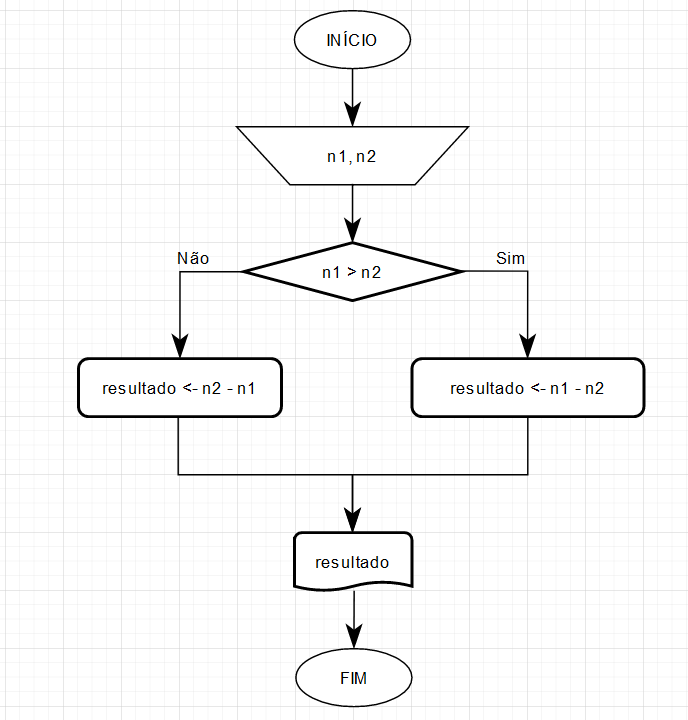 INÍCIO
n1, n2
n1 > n2
Não
Sim
resultado <- n2 - n1
resultado <- n1 - n2
resultado
FIM